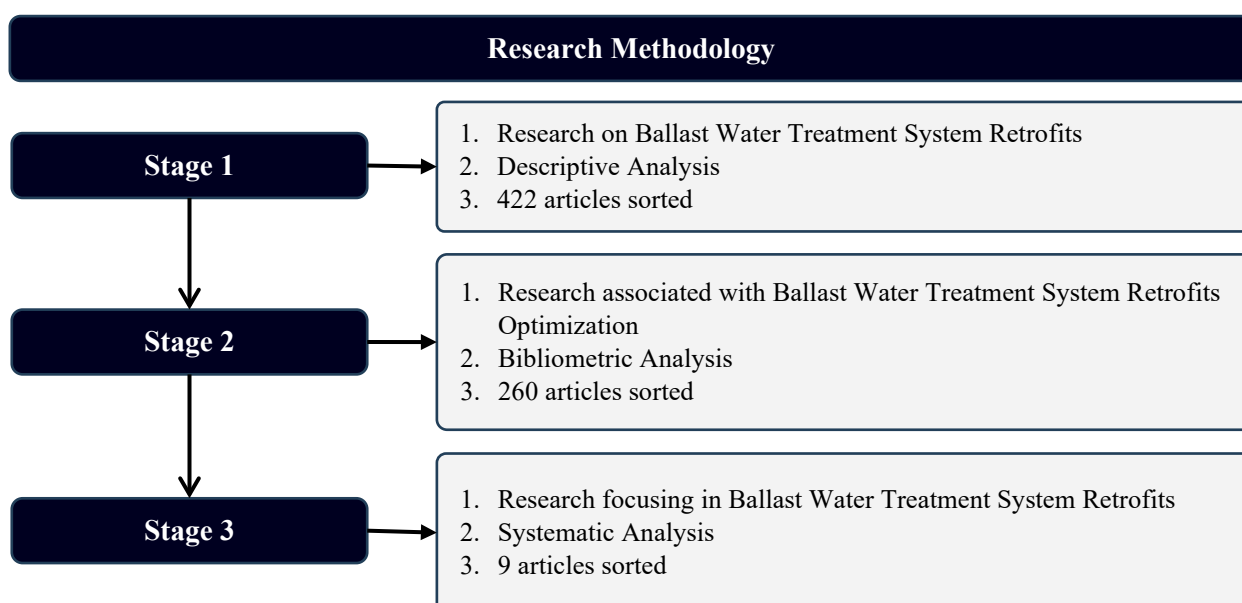 Research Methodology
Stage 1
1. Research on Ballast Water Treatment System Retrofits
2. Descriptive Analysis
3. 422 articles sorted
Stage 2
1. Research associated with Ballast Water Treatment System Retrofits
Optimization
2. Bibliometric Analysis
3. 260 articles sorted
Stage 3
1. Research focusing in Ballast Water Treatment System Retrofits
2. Systematic Analysis
3. 9 articles sorted